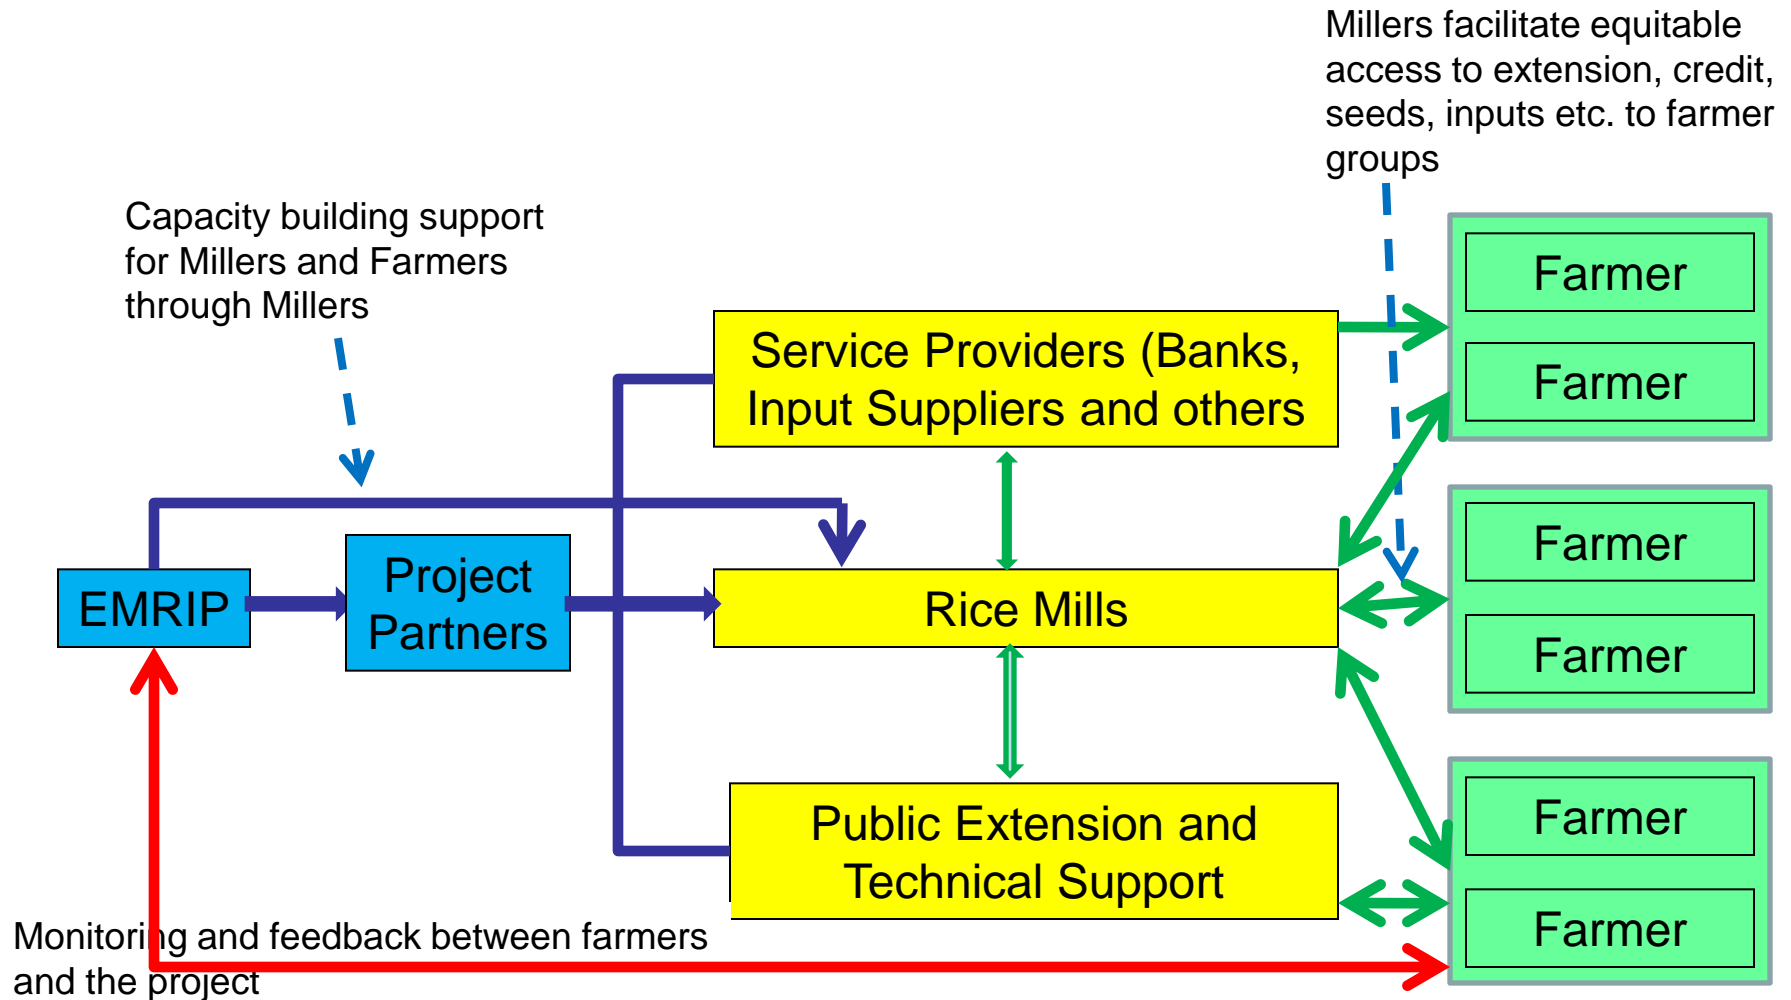 Millers facilitate equitable
access to extension, credit,
seeds, inputs etc. to farmer
groups
Capacity building support
for Millers and Farmers
through Millers
Farmer
Farmer
Service Providers (Banks,
Input Suppliers and others
Farmer
Farmer
EMRIP
Project
Partners
Rice Mills
Public Extension and
Technical Support
Farmer
Farmer
Monitoring and feedback between farmers
and the project